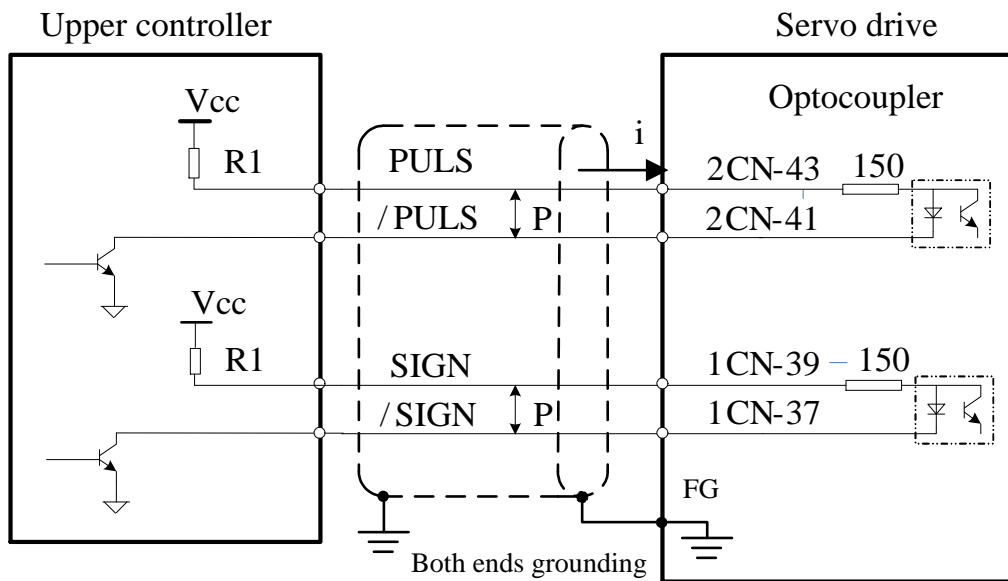 Upper controller
Servo drive
Vcc
R1
PULS
/PULS
P
i
Optocoupler
2CN-43
150
2CN-41
Vcc
R1
SIGN
/SIGN
P
1CN-39
150
1CN-37
FG
Both ends grounding